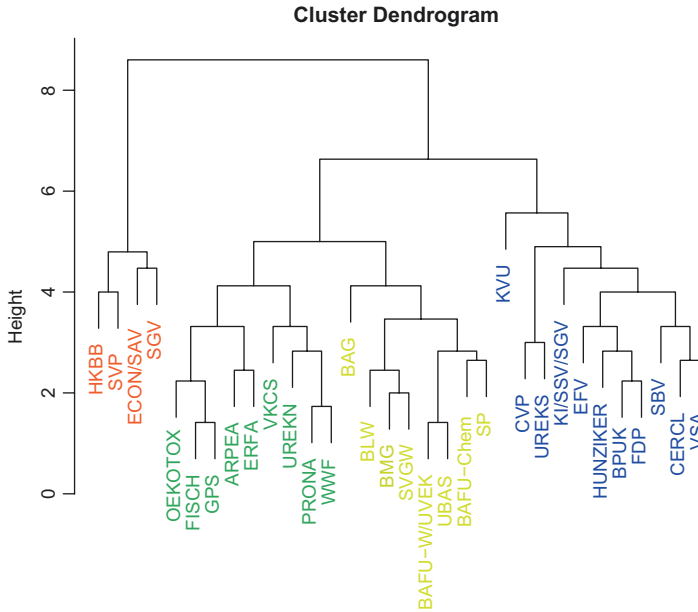 Cluster Dendrogram
Height
8
6
4
2
0
HKBB
SVP
ECON/SAV
SGV
OEKOTOX
FISCH
GPS
ARPEA
ERFA
VKCS
UREKN
PRONA
WWF
BAG
BLW
BMG
SVGW
BAFU-W/UVEK
UBAS
BAFU-Chem
SP
KVU
CVP
UREKS
KI/SSV/SGV
EFV
HUNZIKER
BPUK
FDP
SBV
CERCL
VSA